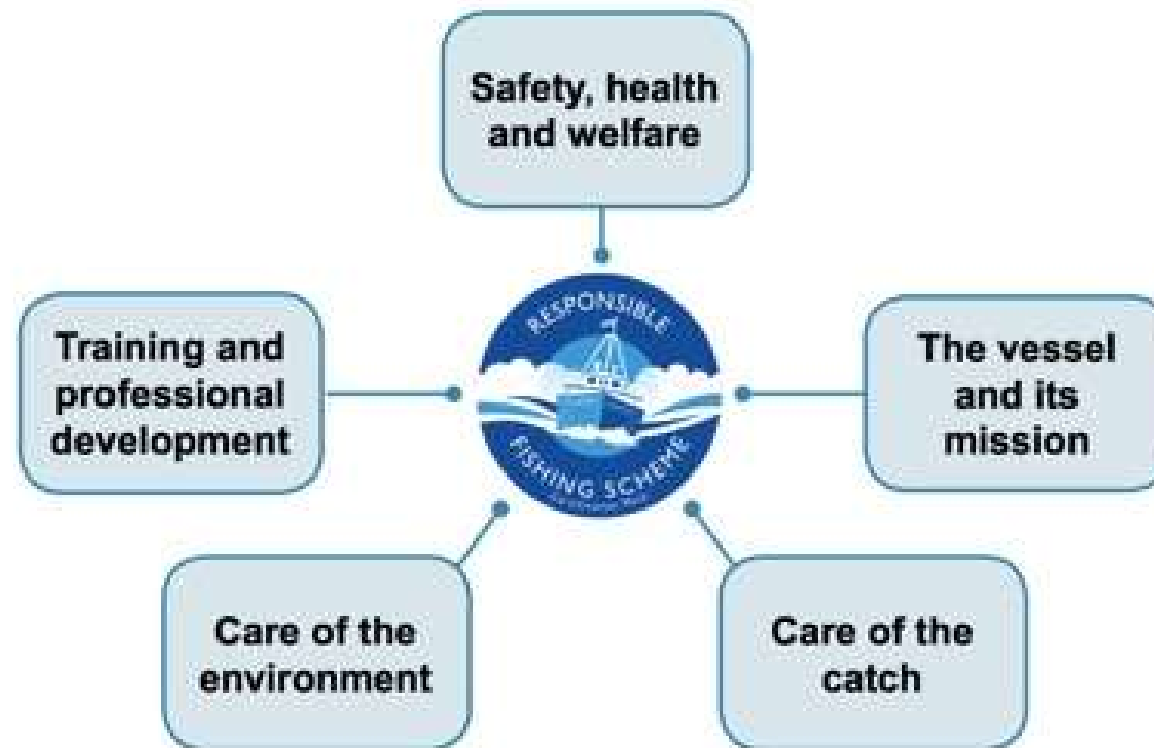 Safety, health
and welfare
Training and
professional
development
RESPONSIBLE
FISHING SCHEME
The vessel
and its
mission
Care of the
environment
Care of the
catch